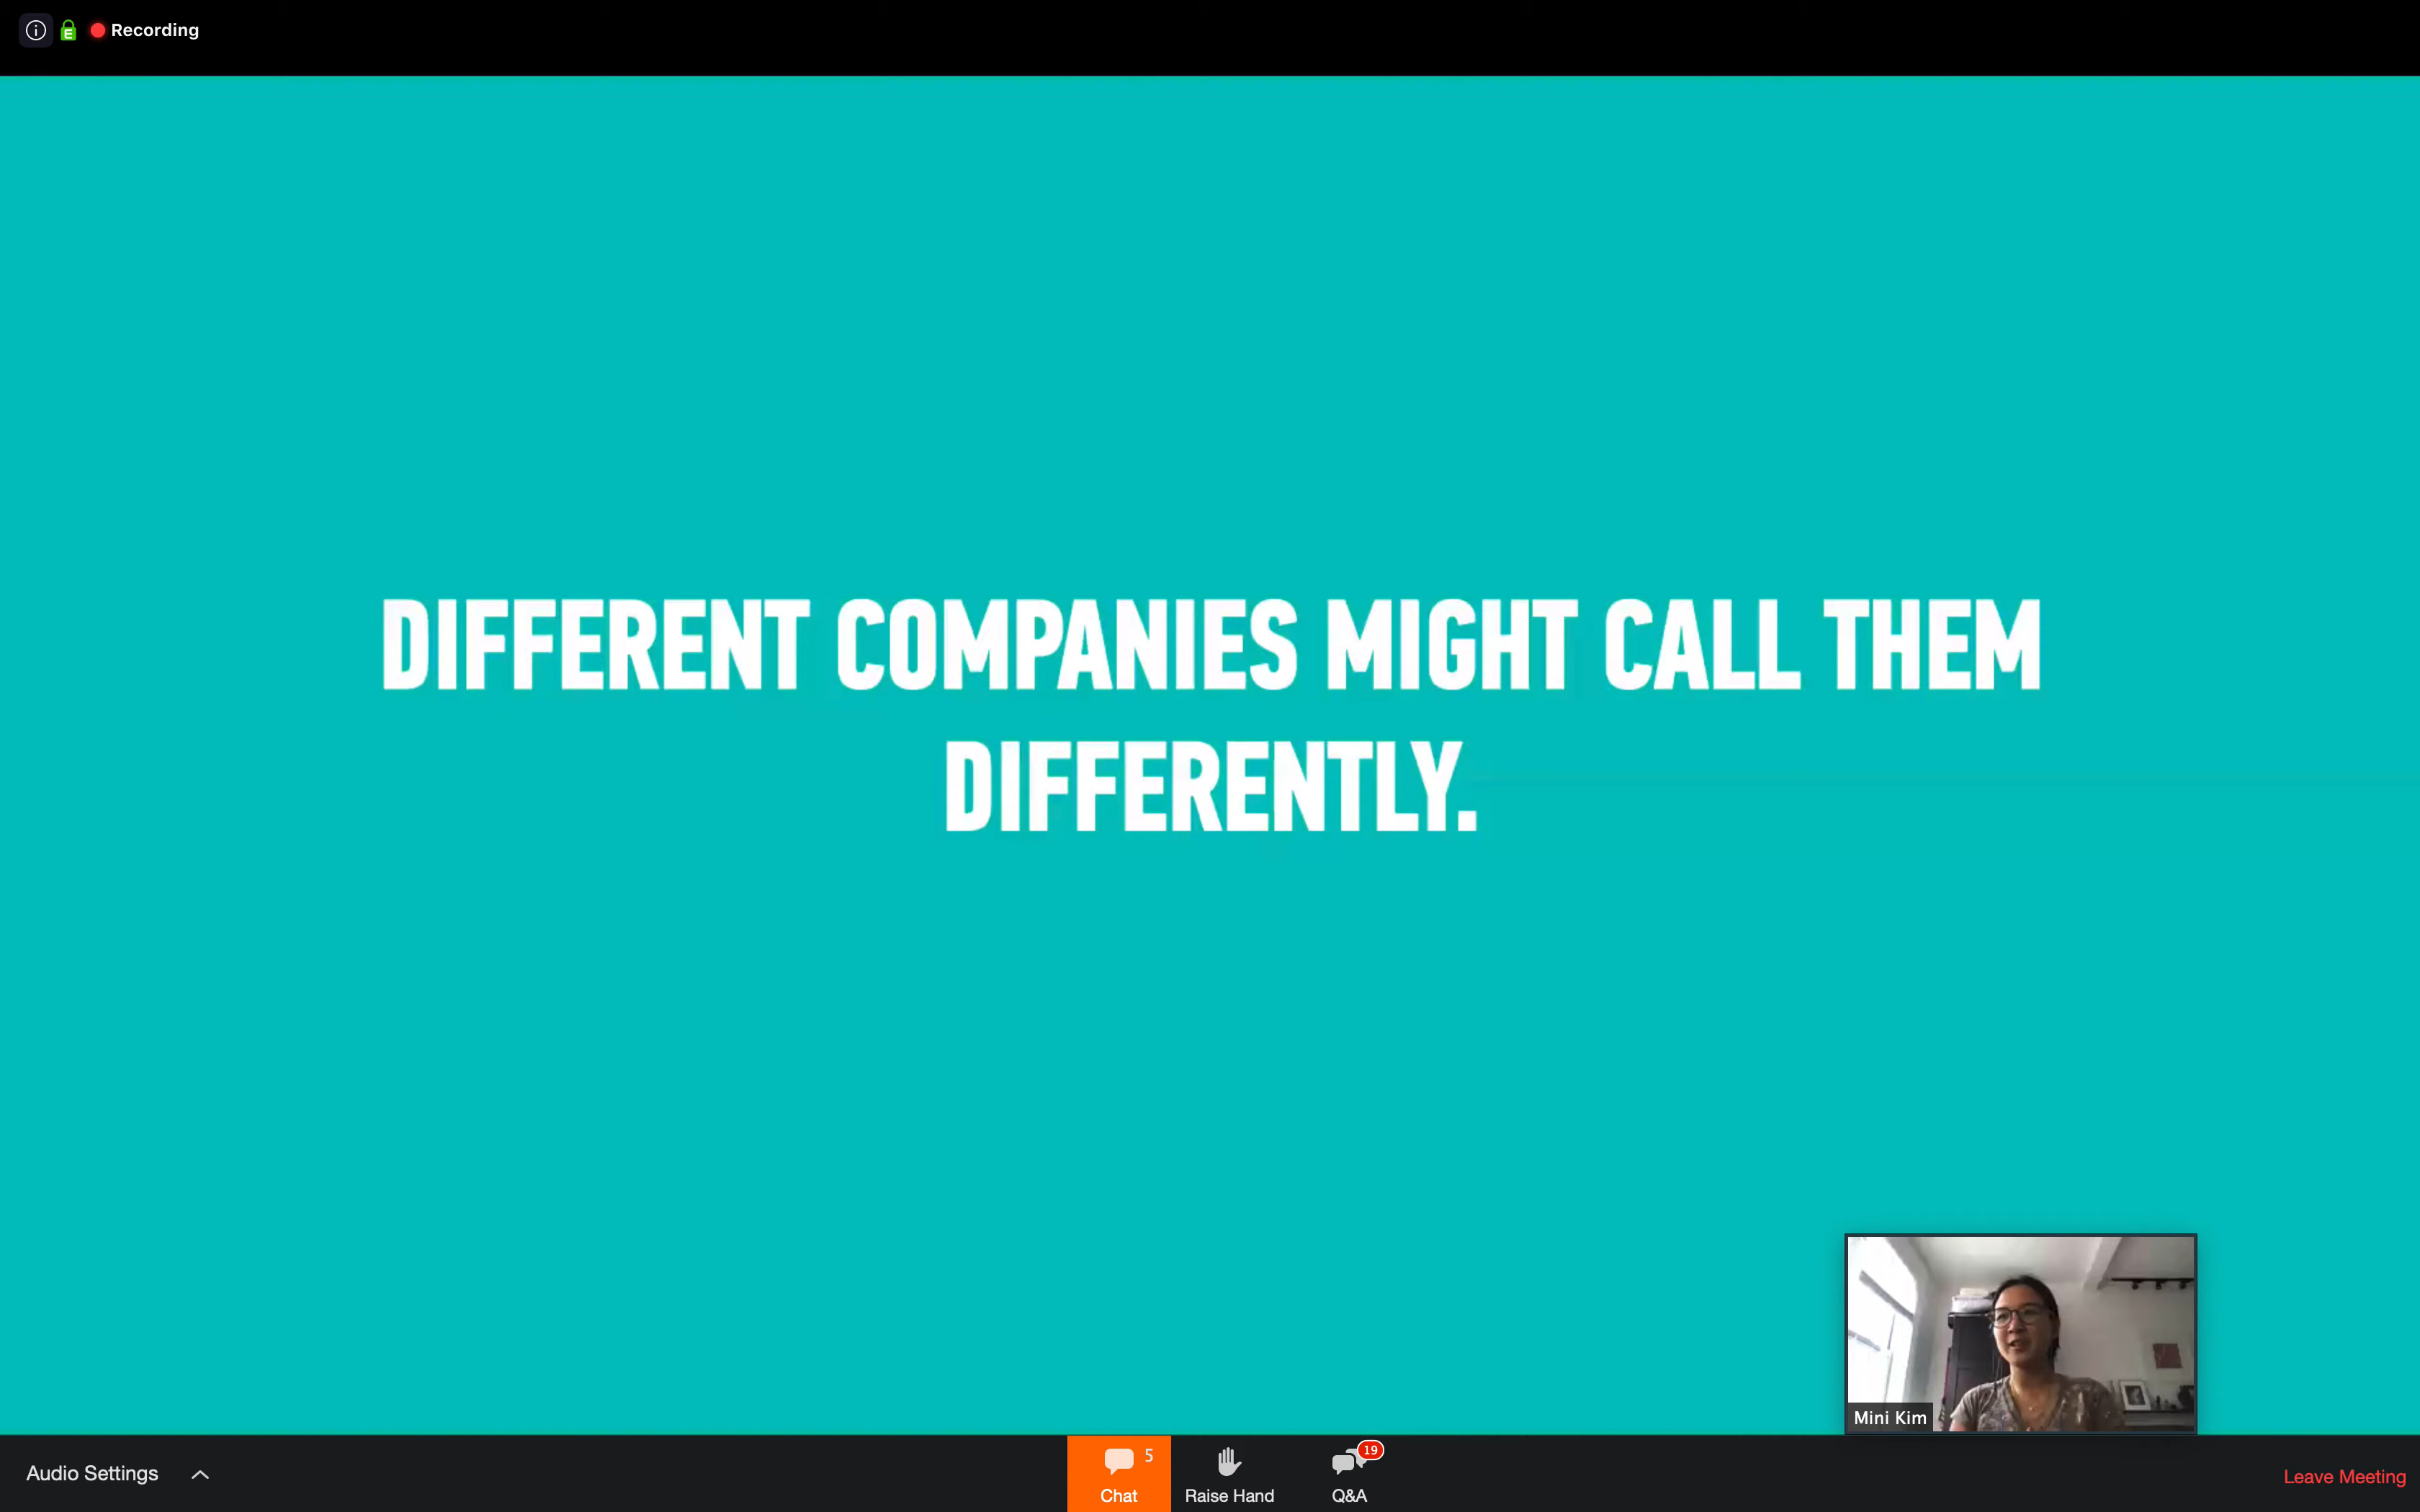 Recording
DIFFERENT COMPANIES MIGHT CALL THEM
DIFFERENTLY.
Mini Kim
Audio Settings
5
Chat
Raise Hand
19
Q&A
Leave Meeting